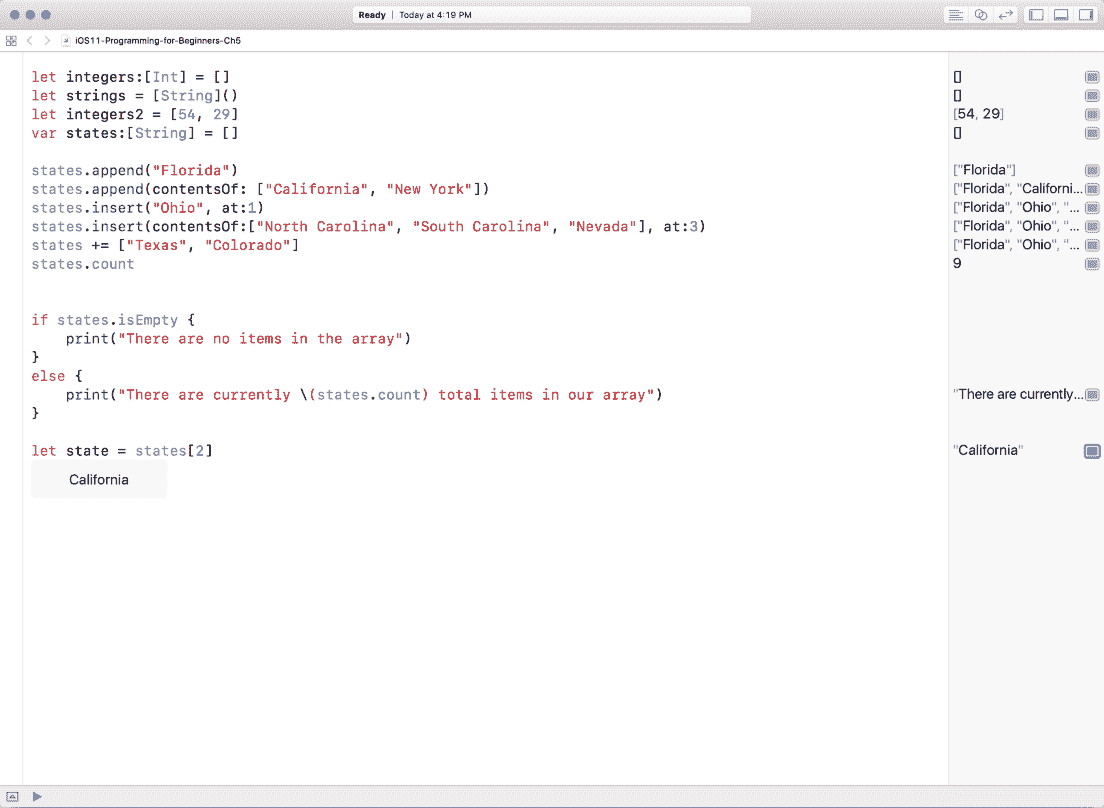 Ready | Today at 4:19 PM
iOS11-Programming-for-Beginners-Ch5
let integers:[Int] = []
[]
let strings = [String]()
[]
let integers2 = [54, 29]
[54, 29]
var states:[String] = []
[]
states.append("Florida")
["Florida"]
states.append(contentsOf: ["California", "New York"])
["Florida", "Californi...
states.insert("Ohio", at:1)
["Florida", "Ohio", "...
states.insert(contentsOf:["North Carolina", "South Carolina", "Nevada"], at:3)
["Florida", "Ohio", "...
states += ["Texas", "Colorado"]
["Florida", "Ohio", "...
states.count
9
if states.isEmpty {
print("There are no items in the array")
}
else {
print("There are currently \(states.count) total items in our array")
"There are currently...
}
let state = states[2]
"California"
California